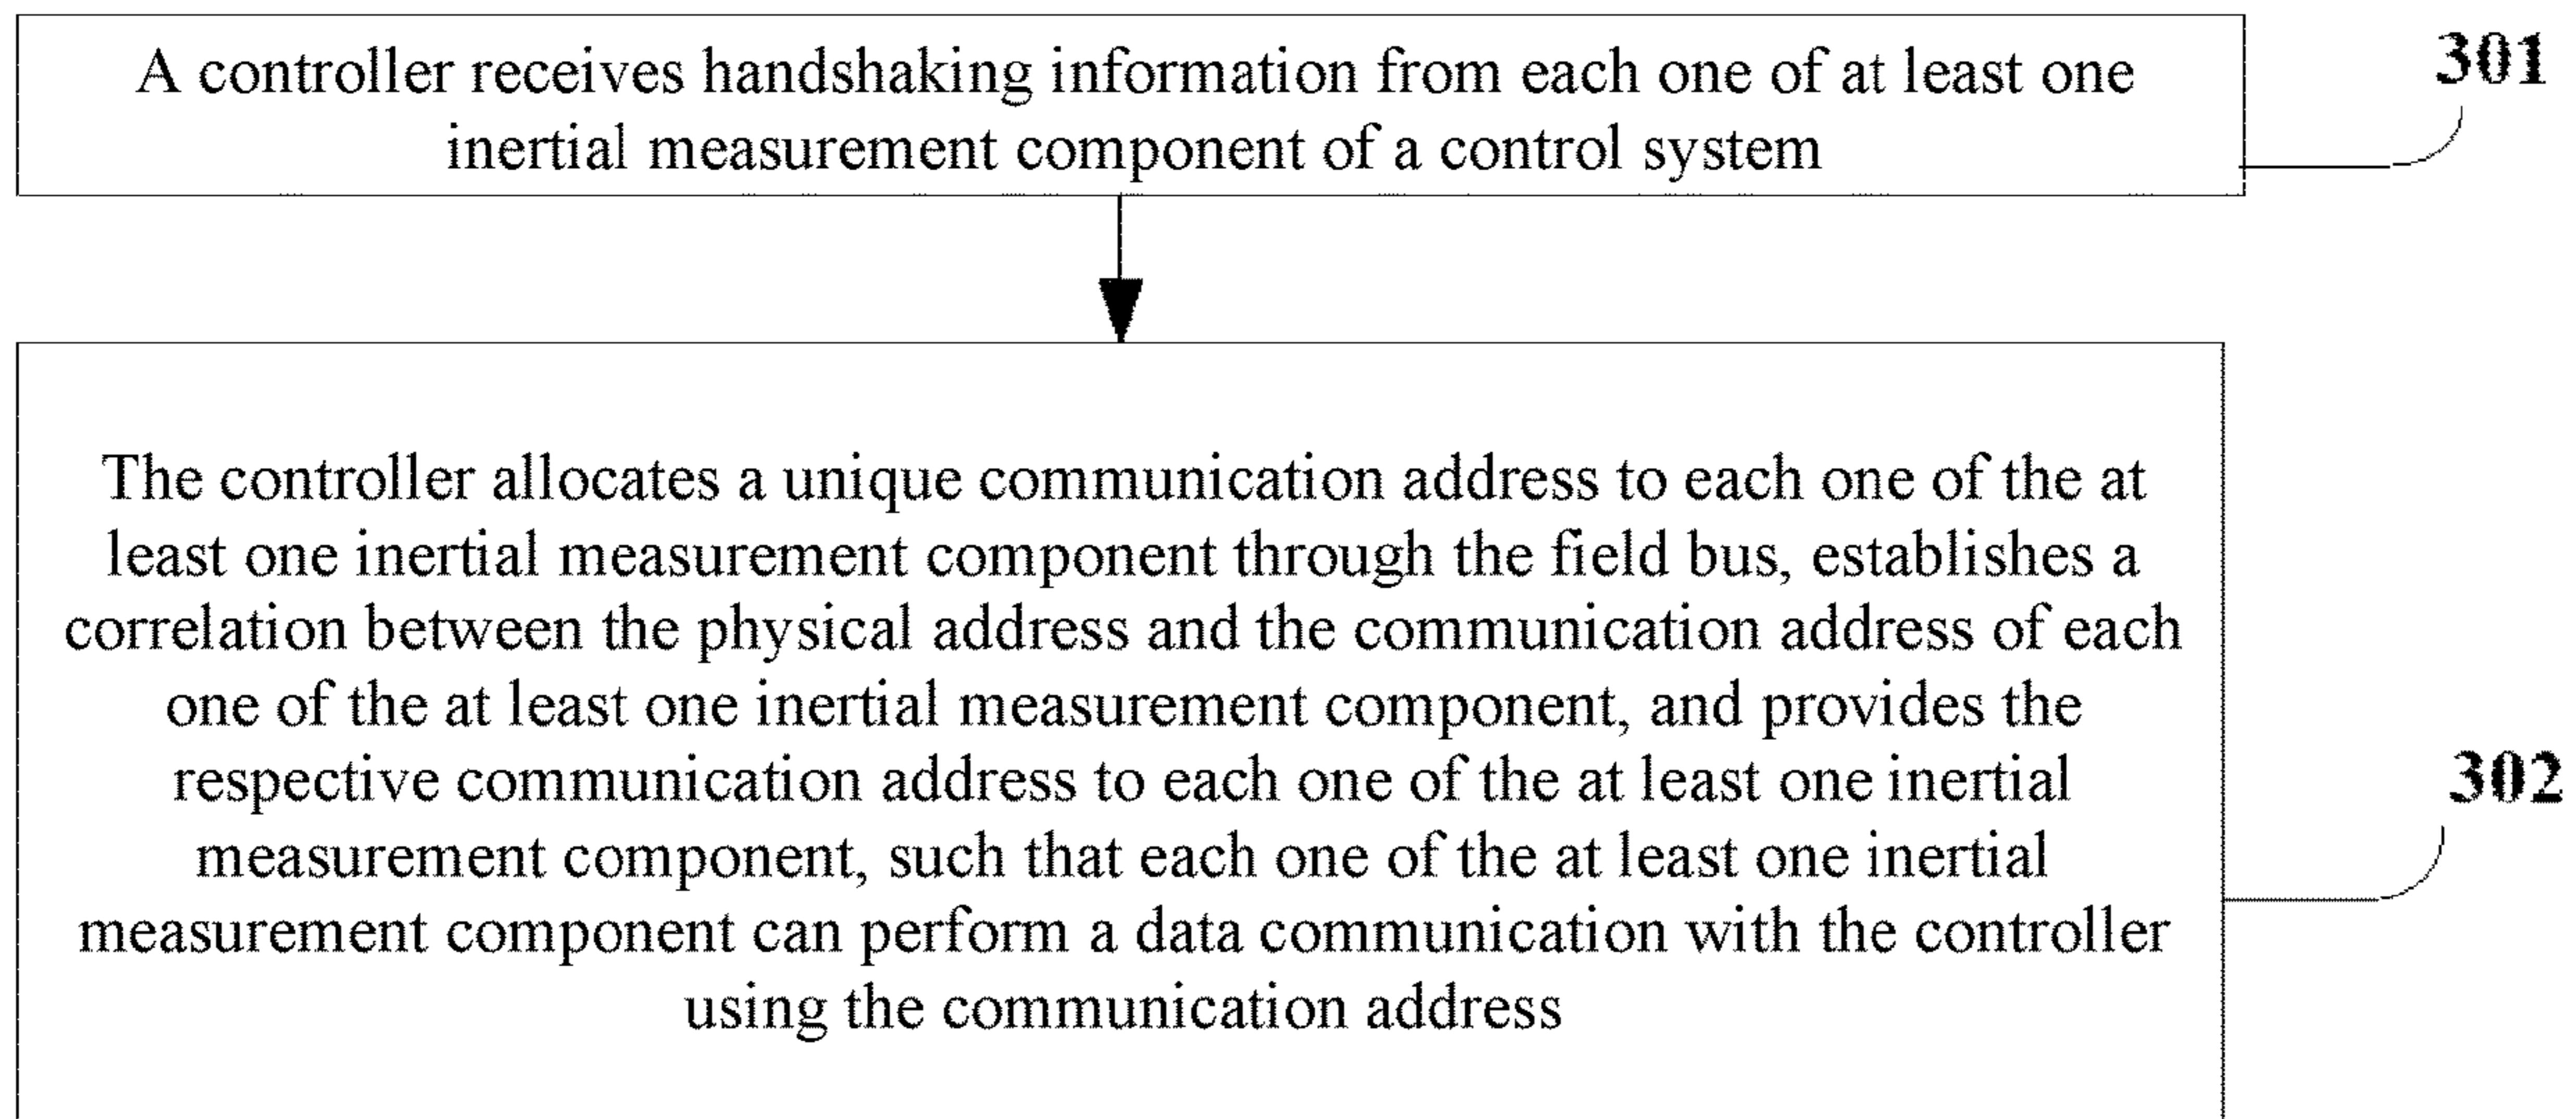 A controller receives handshaking information from each one of at least one
inertial measurement component of a control system
301
The controller allocates a unique communication address to each one of the at
least one inertial measurement component through the field bus, establishes a
correlation between the physical address and the communication address of each
one of the at least one inertial measurement component, and provides the
respective communication address to each one of the at least one inertial
measurement component, such that each one of the at least one inertial
measurement component can perform a data communication with the controller
using the communication address
302